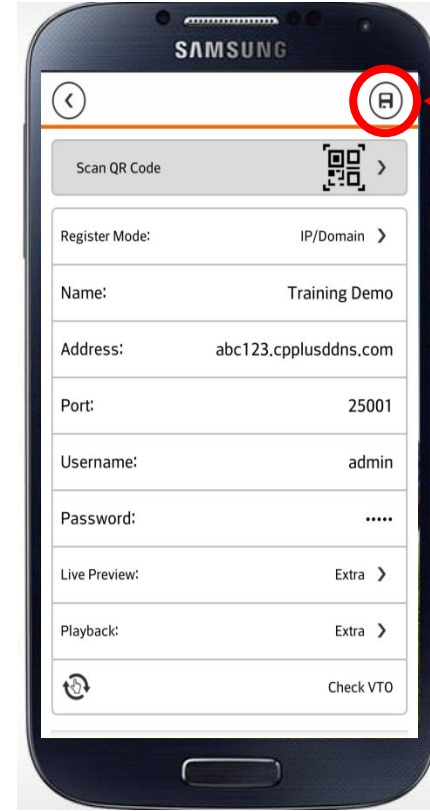 SAMSUNG
Scan QR Code
Register Mode: IP/Domain
Name: Training Demo
Address: abc123.cpplusddns.com
Port: 25001
Username: admin
Password: •••••
Live Preview: Extra
Playback: Extra
Check VTO